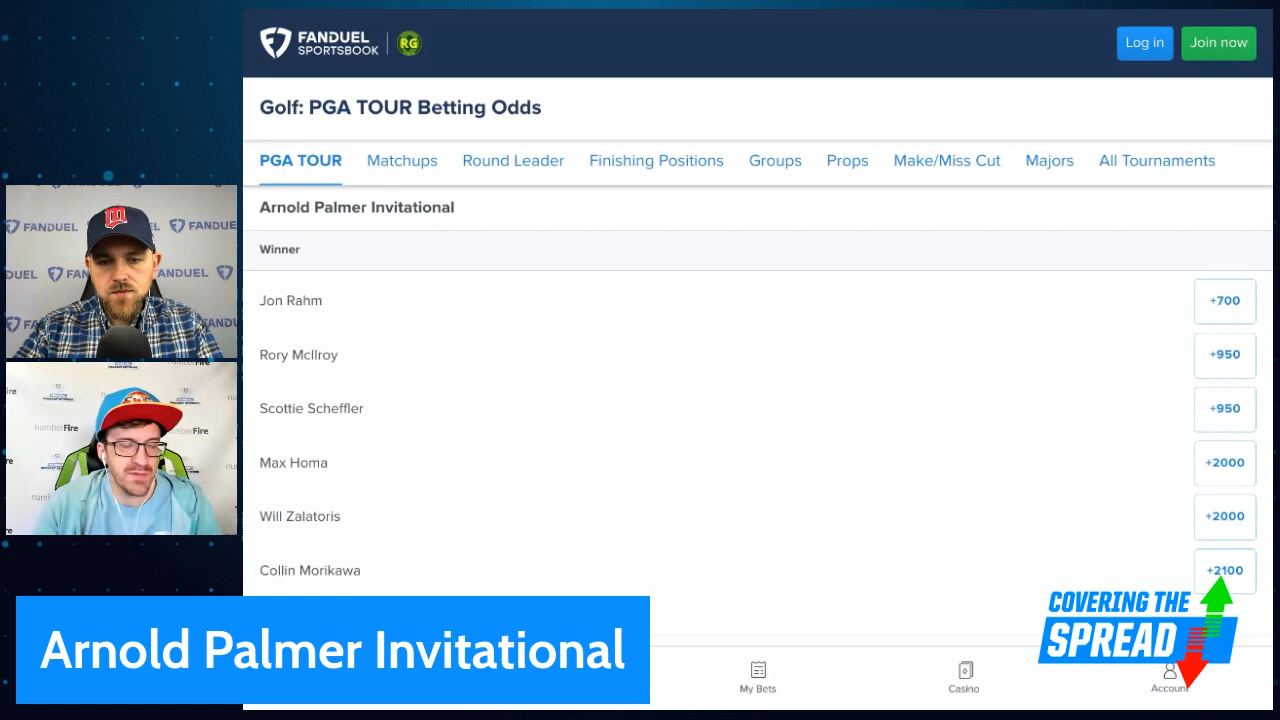 FANDUEL
SPORTSBOOK
RG
Log in
Join now
Golf: PGA TOUR Betting Odds
PGA TOUR Matchups Round Leader Finishing Positions Groups Props Make/Miss Cut Majors All Tournaments
Arnold Palmer Invitational
Winner
Jon Rahm +700
Rory McIlroy +950
Scottie Scheffler +950
Max Homa +2000
Will Zalatoris +2000
Collin Morikawa +2100
My Bets Casino Account
COVERING THE
SPREAD
Arnold Palmer Invitational
FANDUEL
FANDUEL
numberFire